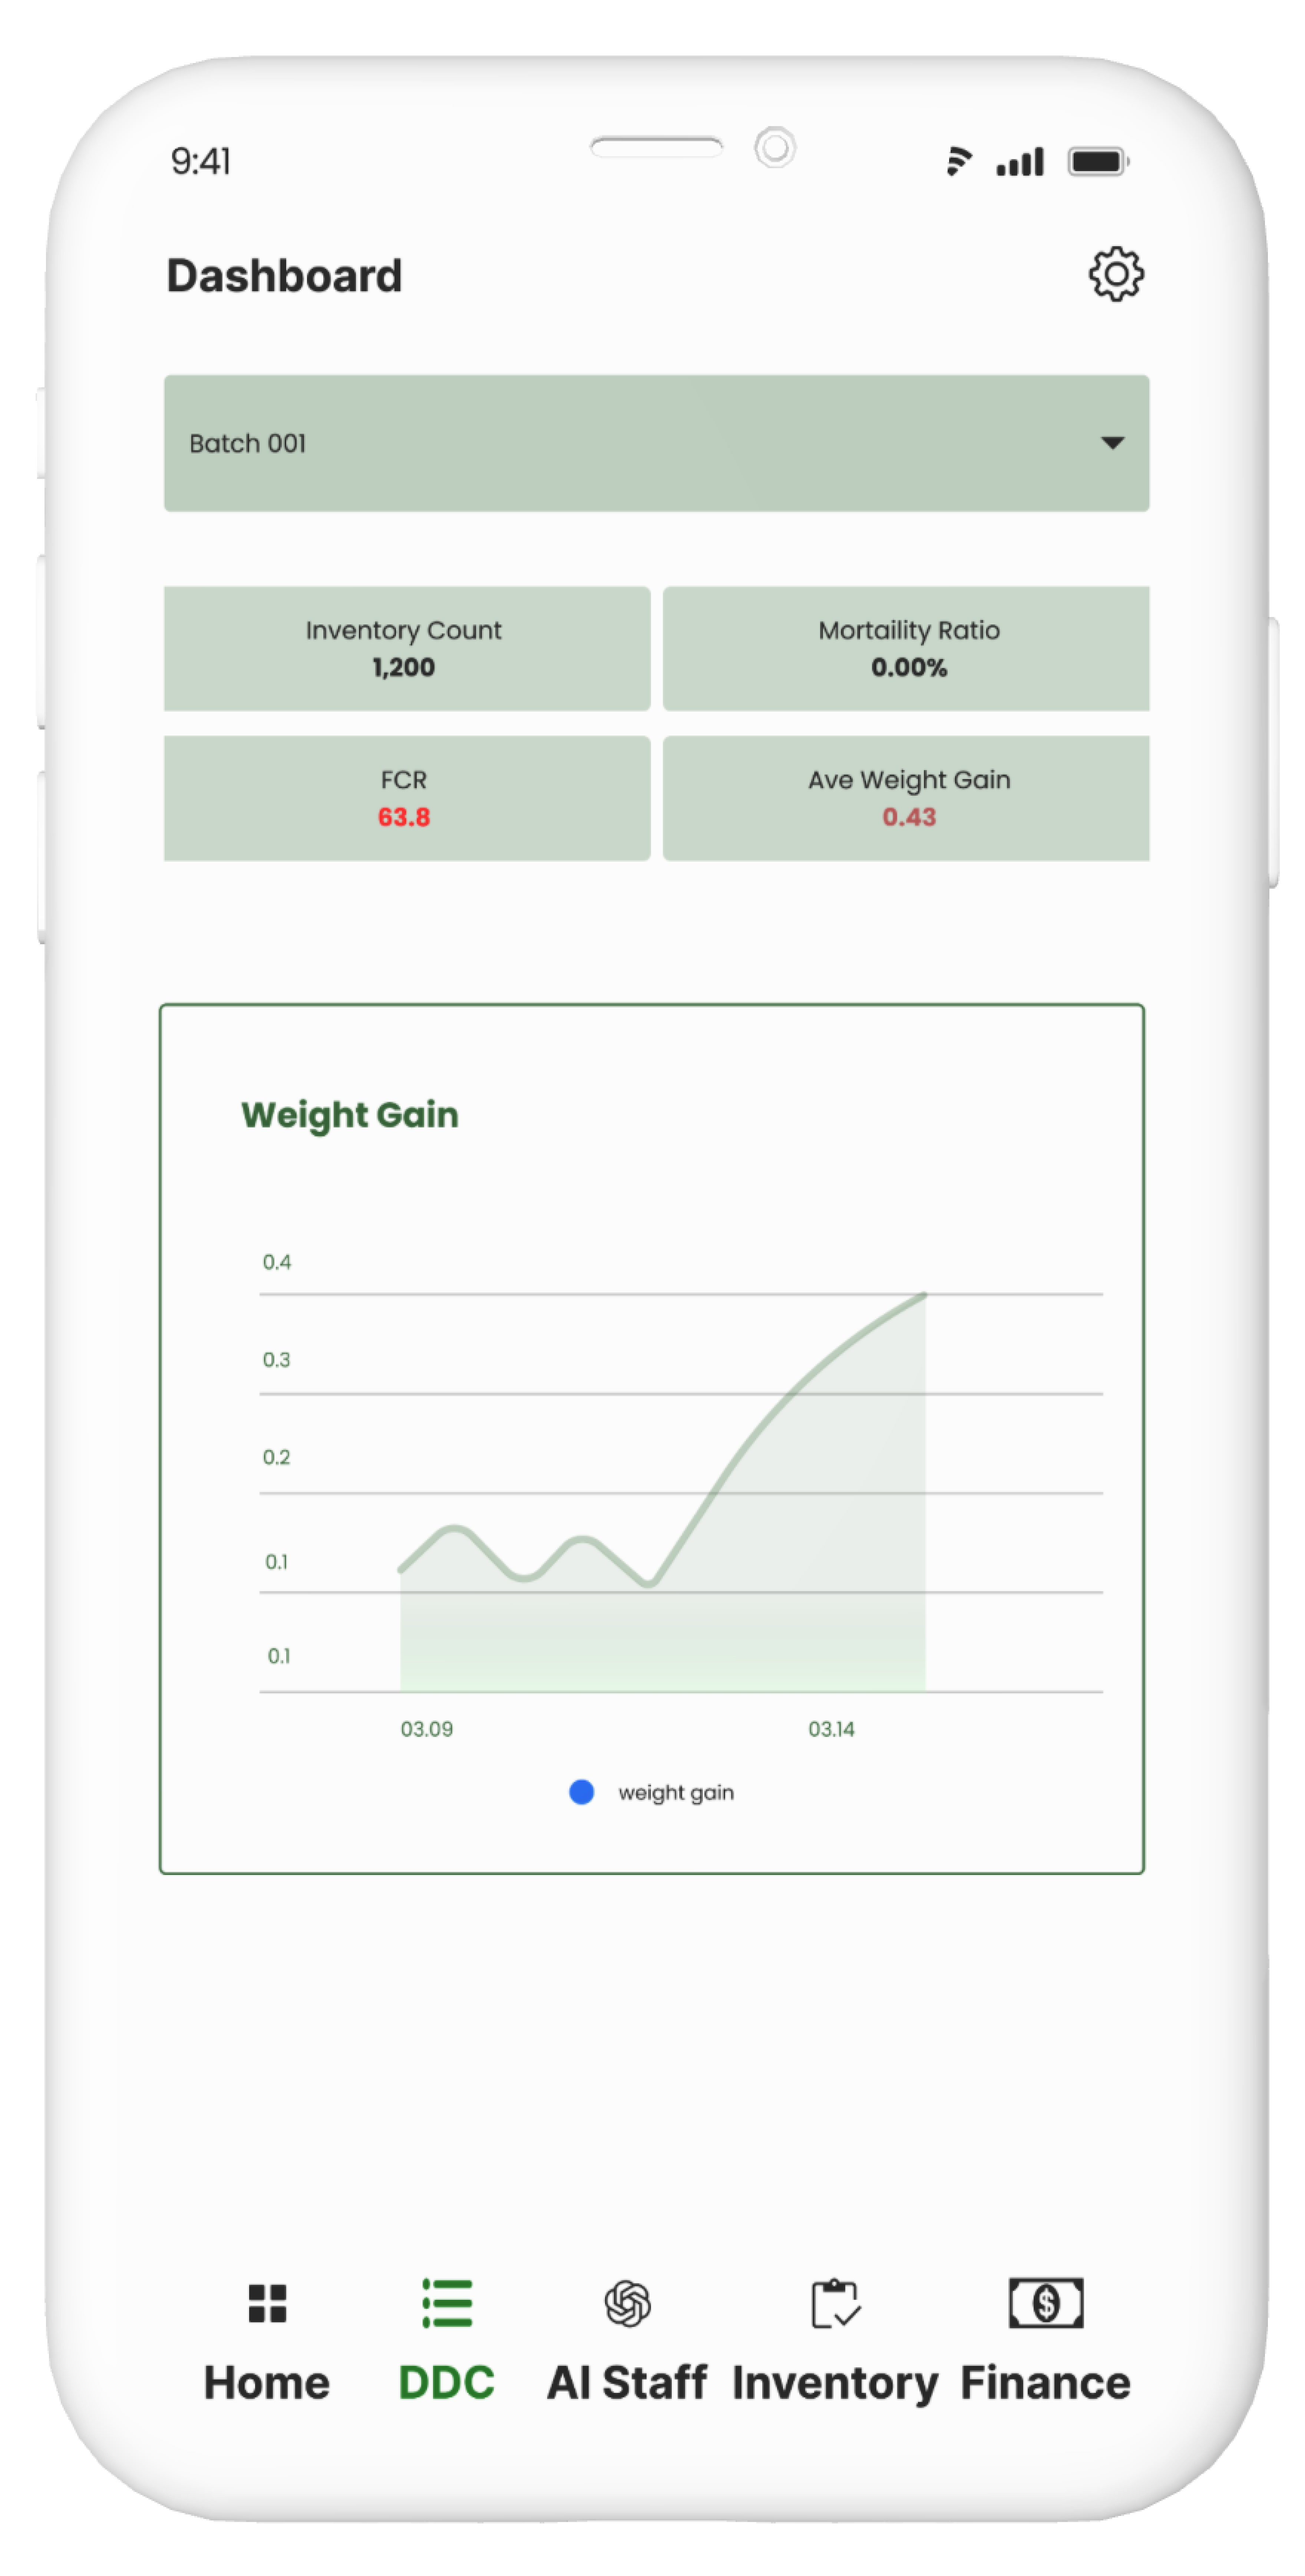 9:41
Dashboard
Batch 001
Inventory Count
1,200
Mortaility Ratio
0.00%
FCR
63.8
Ave Weight Gain
0.43
Weight Gain
0.4
0.3
0.2
0.1
0.1
03.09 03.14
weight gain
Home DDC AI Staff Inventory Finance